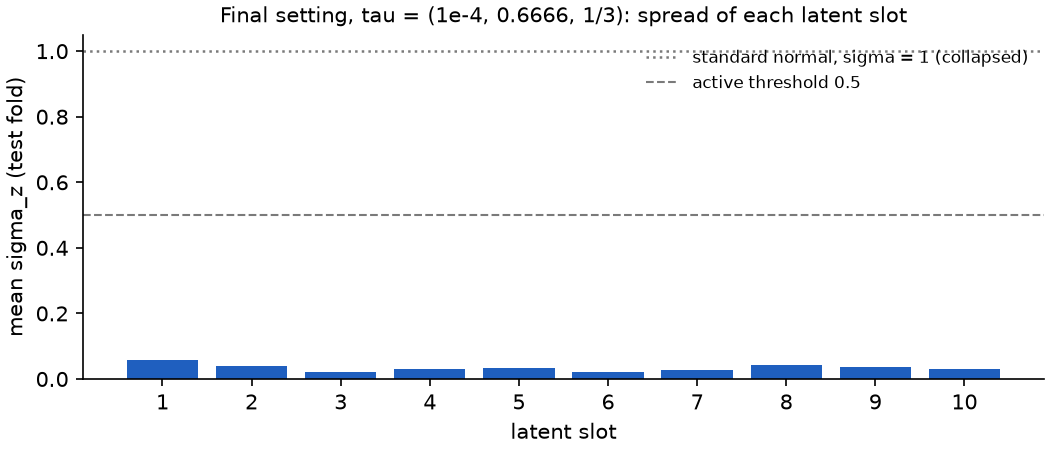 Final setting, tau = (1e-4, 0.6666, 1/3): spread of each latent slot
standard normal, sigma = 1 (collapsed)
active threshold 0.5
mean sigma_z (test fold)
1.0
0.8
0.6
0.4
0.2
0.0
1 2 3 4 5 6 7 8 9 10
latent slot